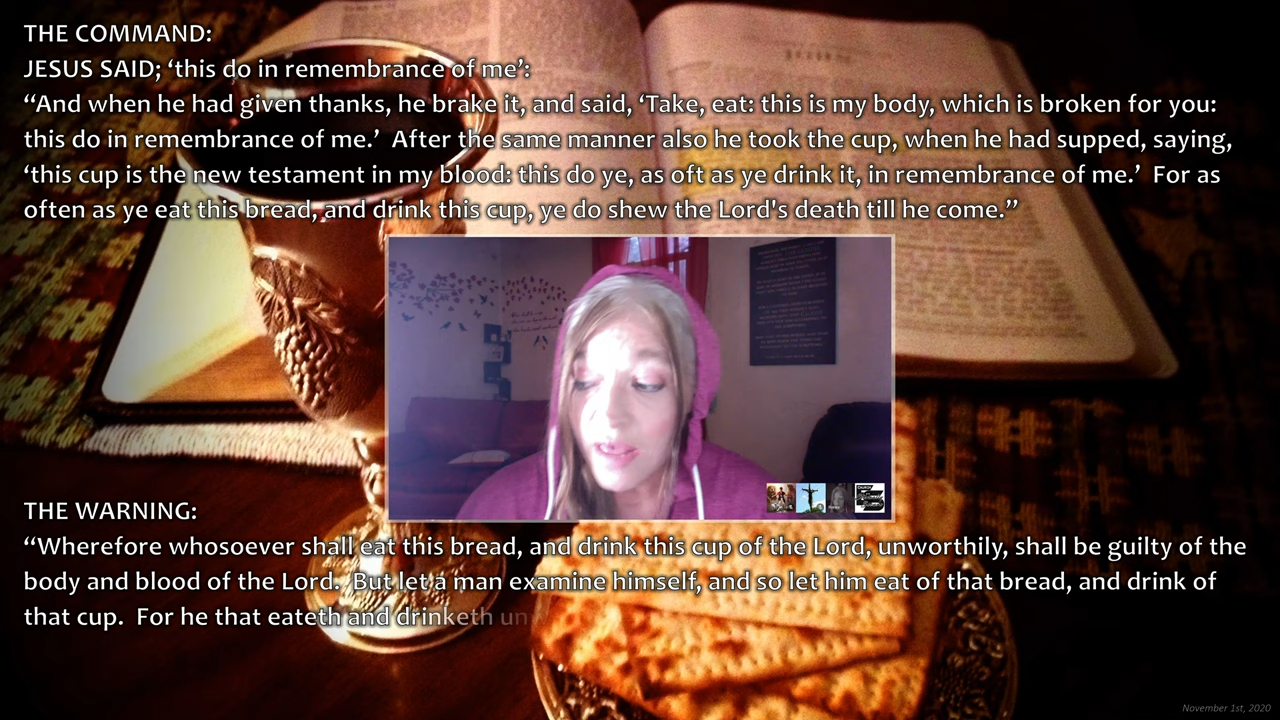 THE COMMAND:
JESUS SAID; ‘this do in remembrance of me’:
“And when he had given thanks, he brake it, and said, ‘Take, eat: this is my body, which is broken for you:
this do in remembrance of me.’ After the same manner also he took the cup, when he had supped, saying,
‘this cup is the new testament in my blood: this do ye, as oft as ye drink it, in remembrance of me.’ For as
often as ye eat this bread, and drink this cup, ye do shew the Lord's death till he come.”
THE WARNING:
“Wherefore whosoever shall eat this bread, and drink this cup of the Lord, unworthily, shall be guilty of the
body and blood of the Lord. But let a man examine himself, and so let him eat of that bread, and drink of
that cup. For he that eateth and drinketh un
November 1st, 2020